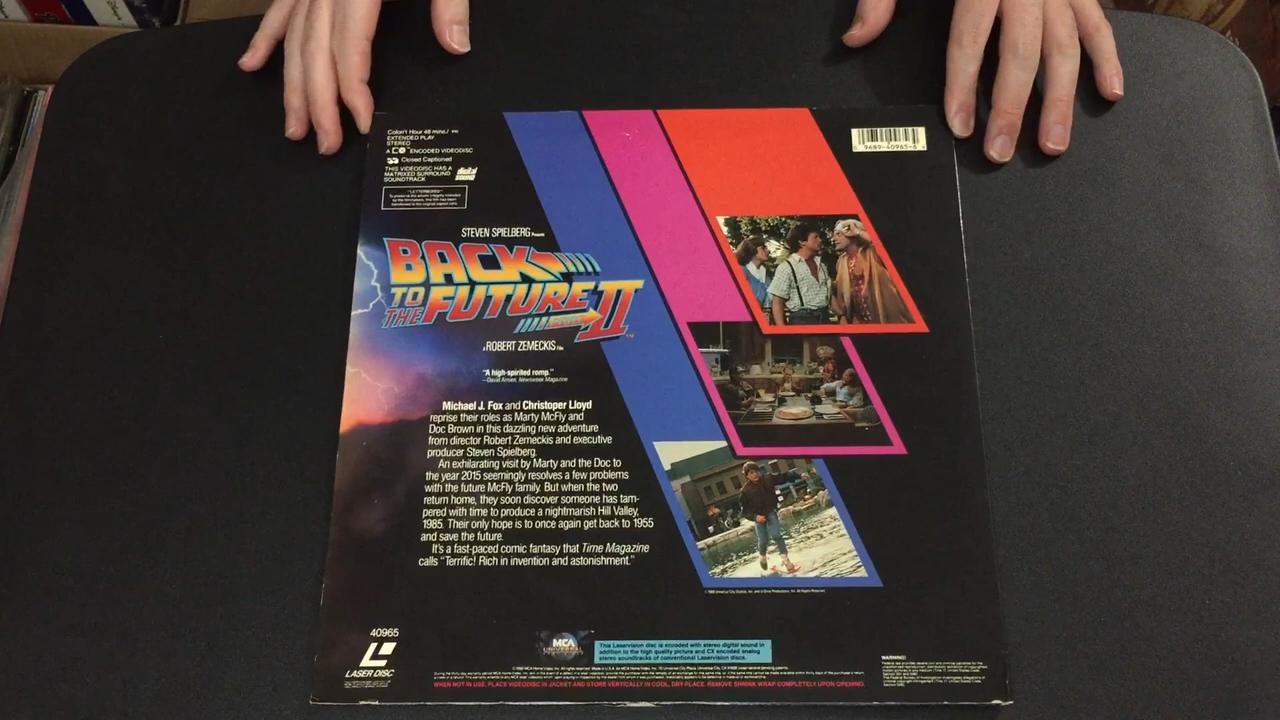 Color/1 Hour 48 mins./
EXTENDED PLAY
STEREO
A CX ENCODED VIDEODISC
CC Closed Captioned
THIS VIDEODISC HAS A
MATRIXED SURROUND
SOUNDTRACK
digital
sound
"LETTERBOXED"
STEVEN SPIELBERG Presents
BACK
TO
THE FUTURE II
TM
A ROBERT ZEMECKIS Film
"A high-spirited romp."
—David Ansen, Newsweek Magazine
Michael J. Fox and Christoper Lloyd
reprise their roles as Marty McFly and
Doc Brown in this dazzling new adventure
from director Robert Zemeckis and executive
producer Steven Spielberg.
An exhilarating visit by Marty and the Doc to
the year 2015 seemingly resolves a few problems
with the future McFly family. But when the two
return home, they soon discover someone has tam-
pered with time to produce a nightmarish Hill Valley,
1985. Their only hope is to once again get back to 1955
and save the future.
It's a fast-paced comic fantasy that Time Magazine
calls "Terrific! Rich in invention and astonishment."
40965
LASER DISC
MCA
UNIVERSAL
This Laservision disc is encoded with stereo digital sound in
addition to the high quality picture and CX encoded analog
stereo soundtracks of conventional Laservision discs.
WHEN NOT IN USE, PLACE VIDEODISC IN JACKET AND STORE VERTICALLY IN COOL, DRY PLACE. REMOVE SHRINK WRAP COMPLETELY UPON OPENING.
WARNING: